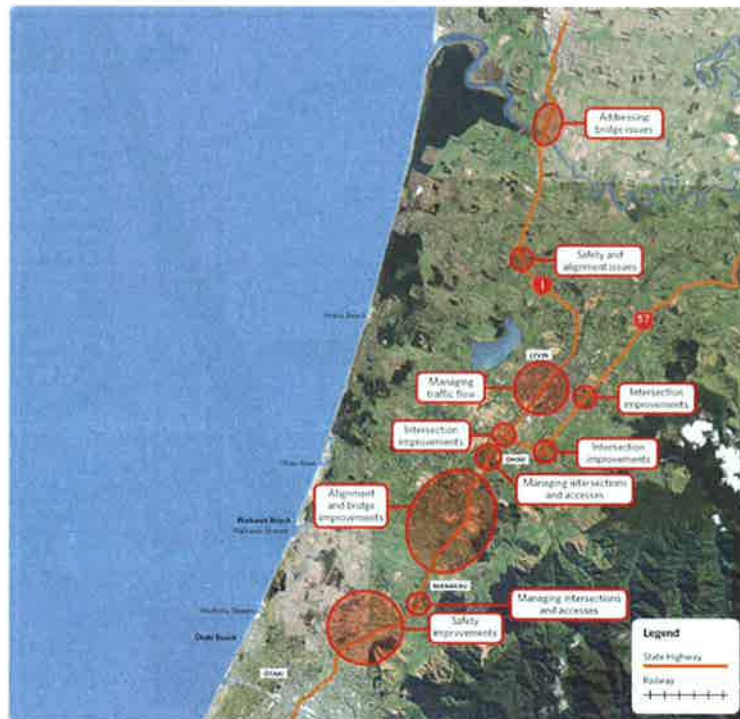 Addressing
bridge issues
Safety and
alignment issues
1
57
LEVIN
Managing
traffic flow
Intersection
improvements
Intersection
improvements
Intersection
improvements
OHAU
Managing intersections
and accesses
Alignment
and bridge
improvements
Waikawa Beach
MANAKAU
Managing intersections
and accesses
Safety
improvements
OTAKI
Legend
State Highway
Railway